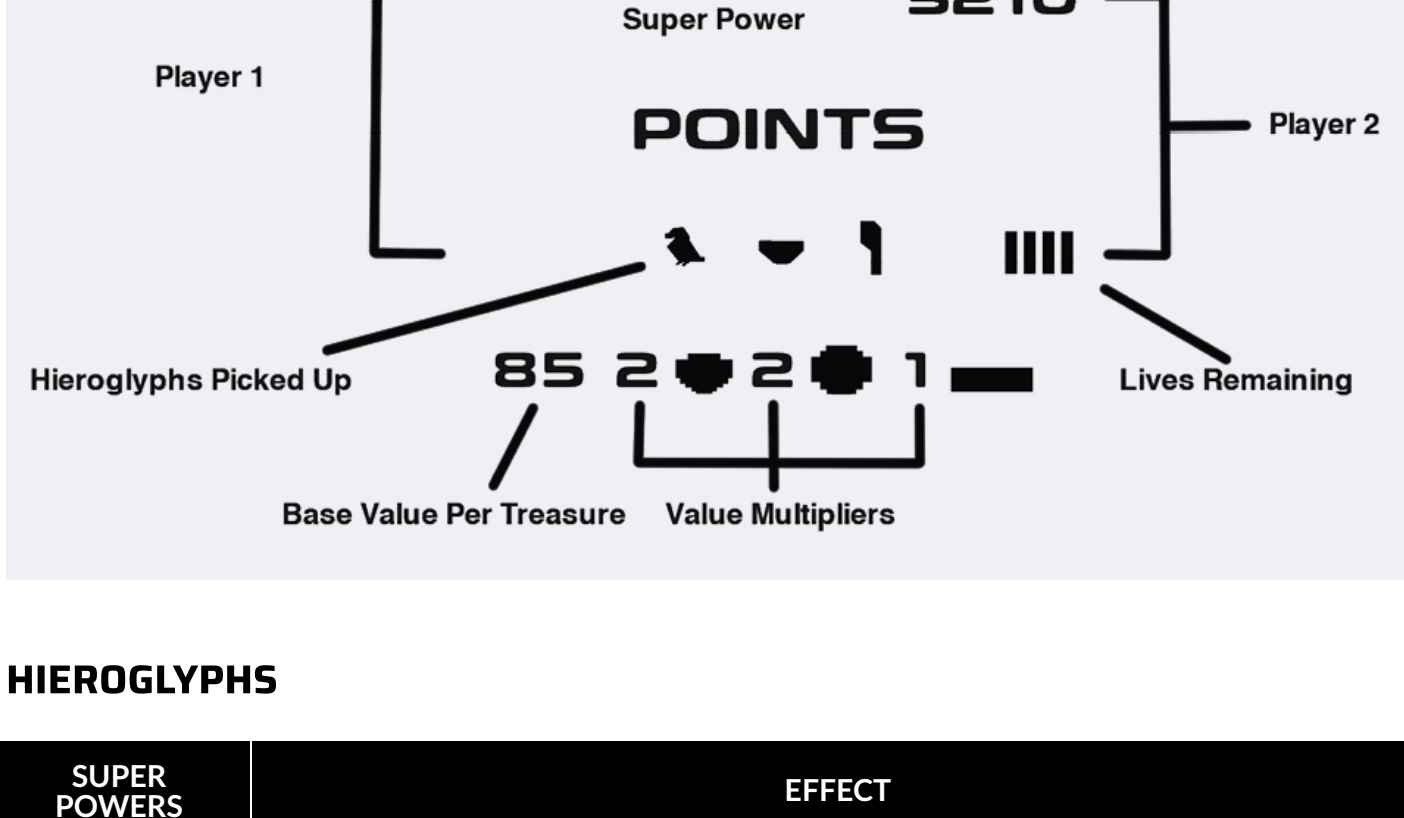 Super Power
Player 1
POINTS
Player 2
Hieroglyphs Picked Up
85 2 2 1
Lives Remaining
Base Value Per Treasure
Value Multipliers
HIEROGLYPHS
SUPER
POWERS
EFFECT